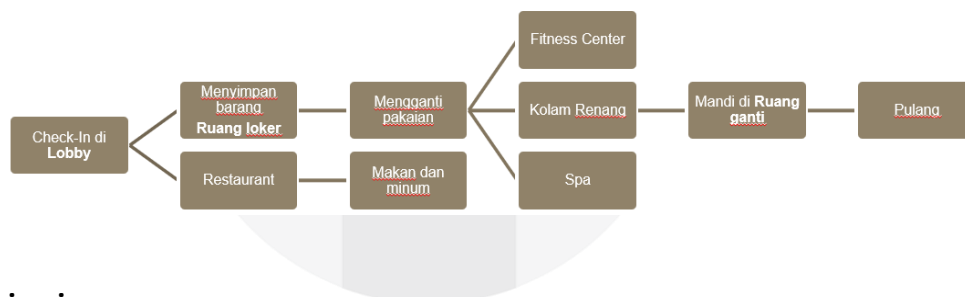 Fitness Center
Menyimpan
barang
Ruang loker
Mengganti
pakaian
Kolam Renang
Mandi di Ruang
ganti
Pulang
Check-In di
Lobby
Restaurant
Makan dan
minum
Spa